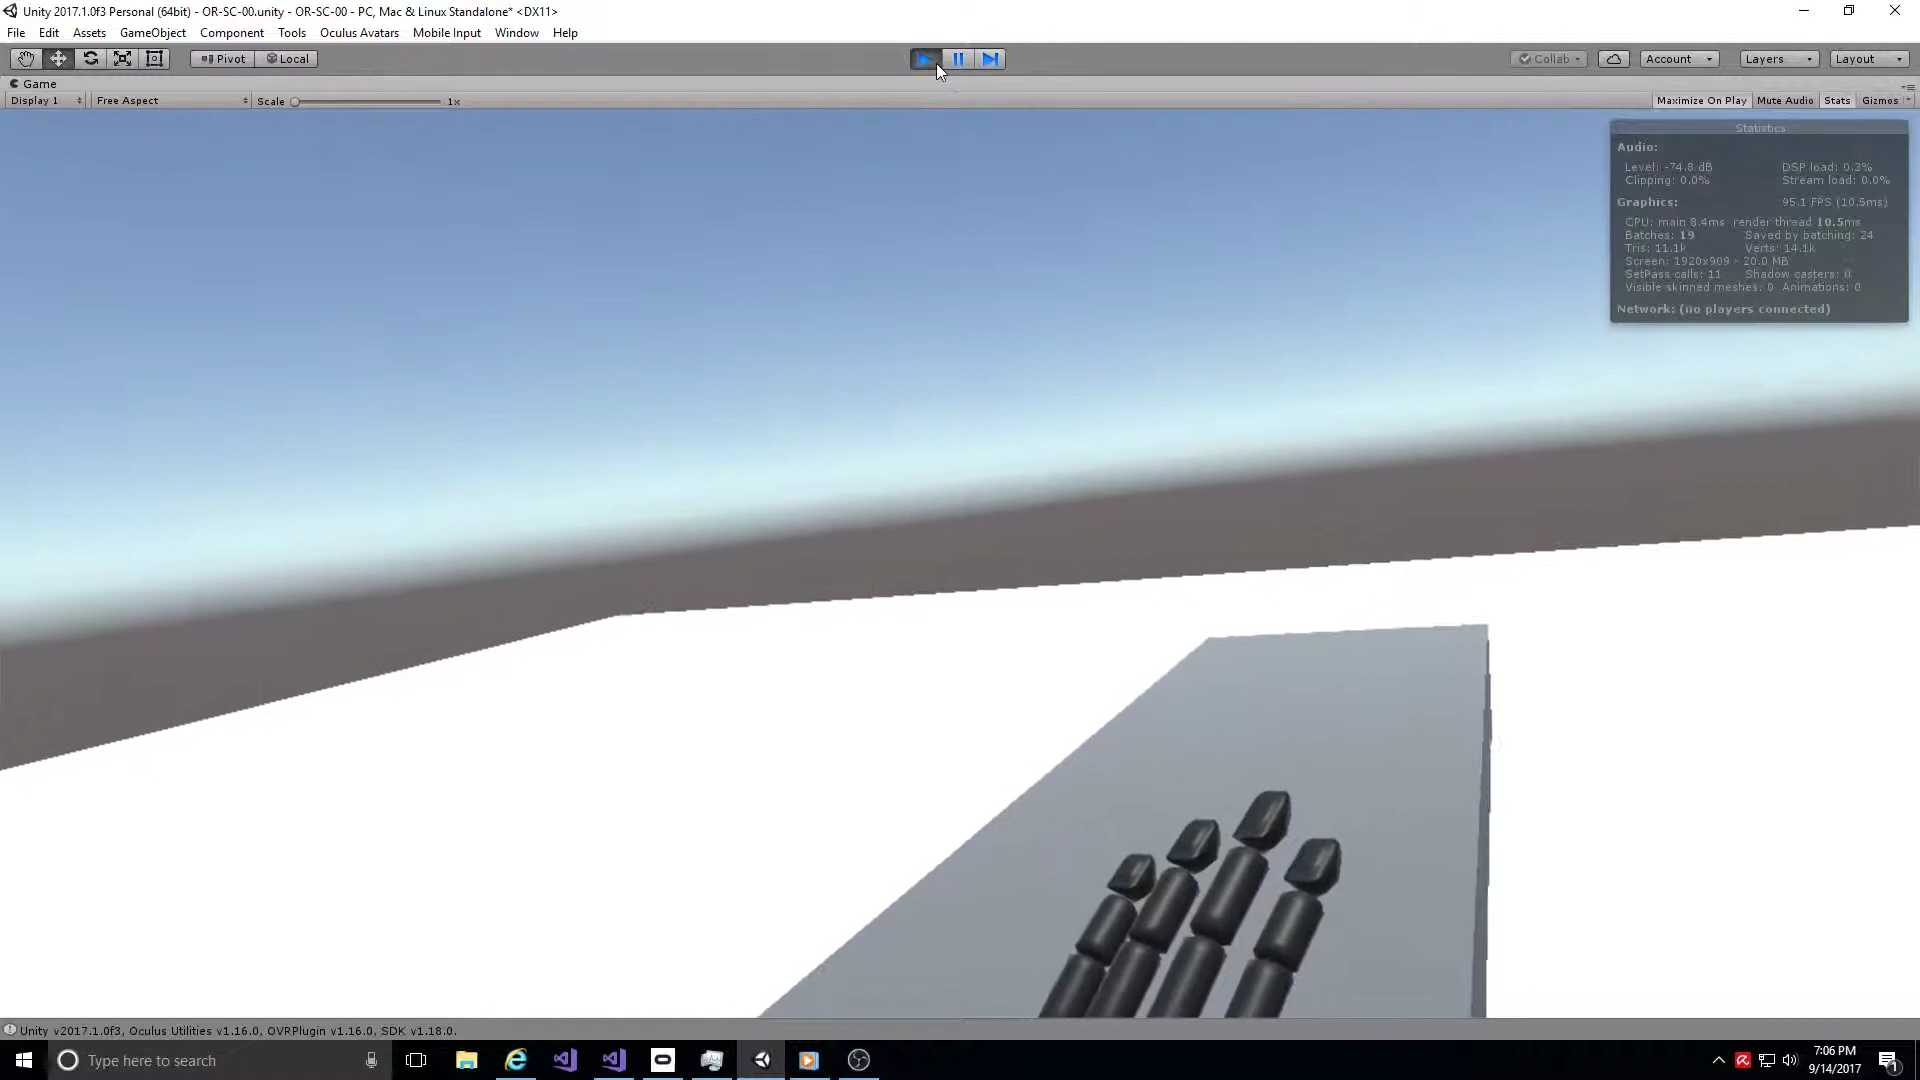 Unity 2017.1.0f3 Personal (64bit) - OR-SC-00.unity - OR-SC-00 - PC, Mac & Linux Standalone* <DX11>
File Edit Assets GameObject Component Tools Oculus Avatars Mobile Input Window Help
Pivot Local Collab Account Layers Layout
Game
Display 1 Free Aspect Scale 1x Maximize On Play Mute Audio Stats Gizmos
Statistics
Audio:
Level: -74.8 dB DSP load: 0.2%
Clipping: 0.0% Stream load: 0.0%
Graphics: 95.1 FPS (10.5ms)
CPU: main 8.4ms render thread 10.5ms
Batches: 19 Saved by batching: 24
Tris: 11.1k Verts: 14.1k
Screen: 1920x909 - 20.0 MB
SetPass calls: 11 Shadow casters: 0
Visible skinned meshes: 0 Animations: 0
Network: (no players connected)
Unity v2017.1.0f3, Oculus Utilities v1.16.0, OVRPlugin v1.16.0, SDK v1.18.0.
Type here to search
7:06 PM
9/14/2017
1